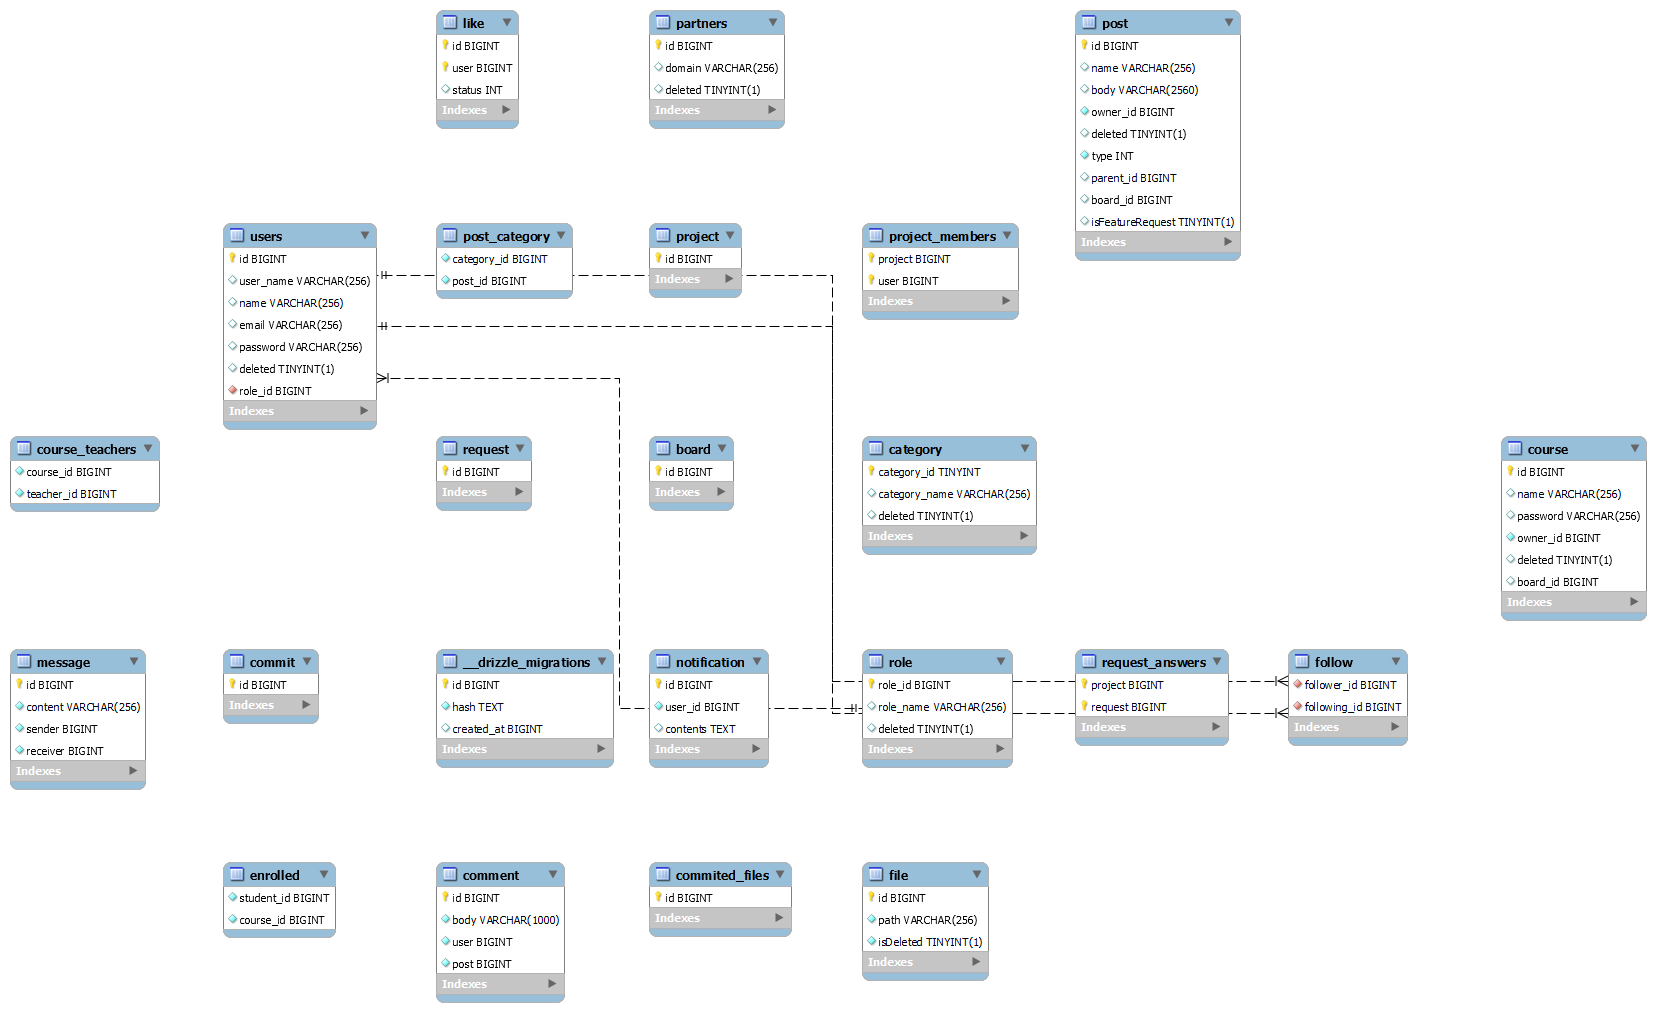 like
id BIGINT
user BIGINT
status INT
Indexes
partners
id BIGINT
domain VARCHAR(256)
deleted TINYINT(1)
Indexes
post
id BIGINT
name VARCHAR(256)
body VARCHAR(2560)
owner_id BIGINT
deleted TINYINT(1)
type INT
parent_id BIGINT
board_id BIGINT
isFeatureRequest TINYINT(1)
Indexes
users
id BIGINT
user_name VARCHAR(256)
name VARCHAR(256)
email VARCHAR(256)
password VARCHAR(256)
deleted TINYINT(1)
role_id BIGINT
Indexes
post_category
category_id BIGINT
post_id BIGINT
project
id BIGINT
Indexes
project_members
project BIGINT
user BIGINT
Indexes
course_teachers
course_id BIGINT
teacher_id BIGINT
request
id BIGINT
Indexes
board
id BIGINT
Indexes
category
category_id TINYINT
category_name VARCHAR(256)
deleted TINYINT(1)
Indexes
course
id BIGINT
name VARCHAR(256)
password VARCHAR(256)
owner_id BIGINT
deleted TINYINT(1)
board_id BIGINT
Indexes
message
id BIGINT
content VARCHAR(256)
sender BIGINT
receiver BIGINT
Indexes
commit
id BIGINT
Indexes
__drizzle_migrations
id BIGINT
hash TEXT
created_at BIGINT
Indexes
notification
id BIGINT
user_id BIGINT
contents TEXT
Indexes
role
role_id BIGINT
role_name VARCHAR(256)
deleted TINYINT(1)
Indexes
request_answers
project BIGINT
request BIGINT
Indexes
follow
follower_id BIGINT
following_id BIGINT
Indexes
enrolled
student_id BIGINT
course_id BIGINT
comment
id BIGINT
body VARCHAR(1000)
user BIGINT
post BIGINT
Indexes
commited_files
id BIGINT
Indexes
file
id BIGINT
path VARCHAR(256)
isDeleted TINYINT(1)
Indexes